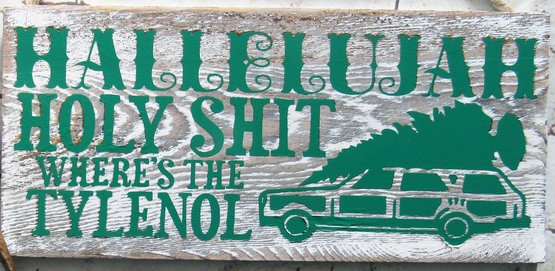 HALLELUJAH
HOLY SHIT
WHERE'S THE
TYLENOL